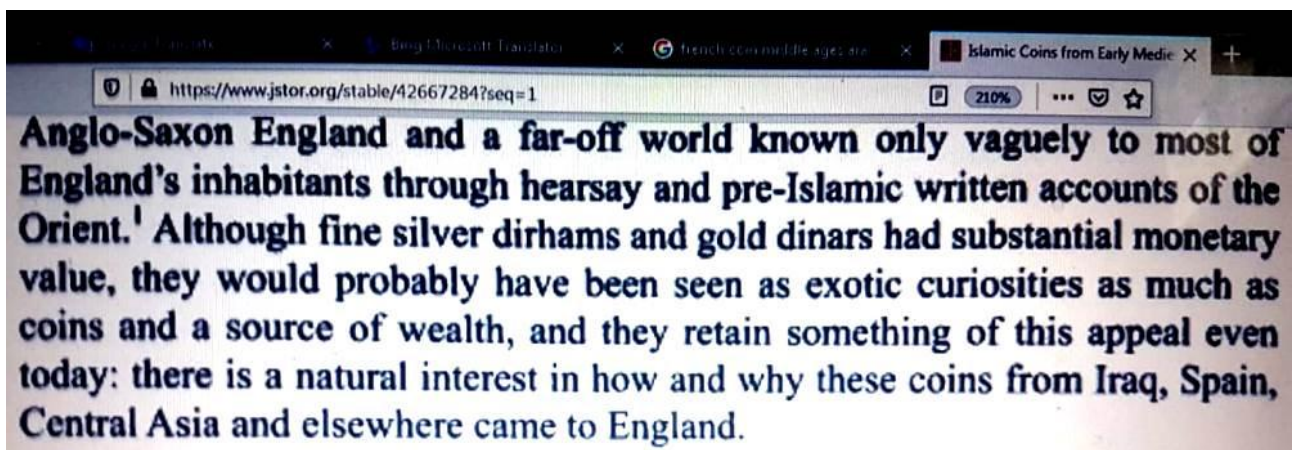 Bing Microsoft Translator
french coin middle ages
Islamic Coins from Early Medie
https://www.jstor.org/stable/42667284?seq=1
210%
Anglo-Saxon England and a far-off world known only vaguely to most of
England's inhabitants through hearsay and pre-Islamic written accounts of the
Orient.¹ Although fine silver dirhams and gold dinars had substantial monetary
value, they would probably have been seen as exotic curiosities as much as
coins and a source of wealth, and they retain something of this appeal even
today: there is a natural interest in how and why these coins from Iraq, Spain,
Central Asia and elsewhere came to England.